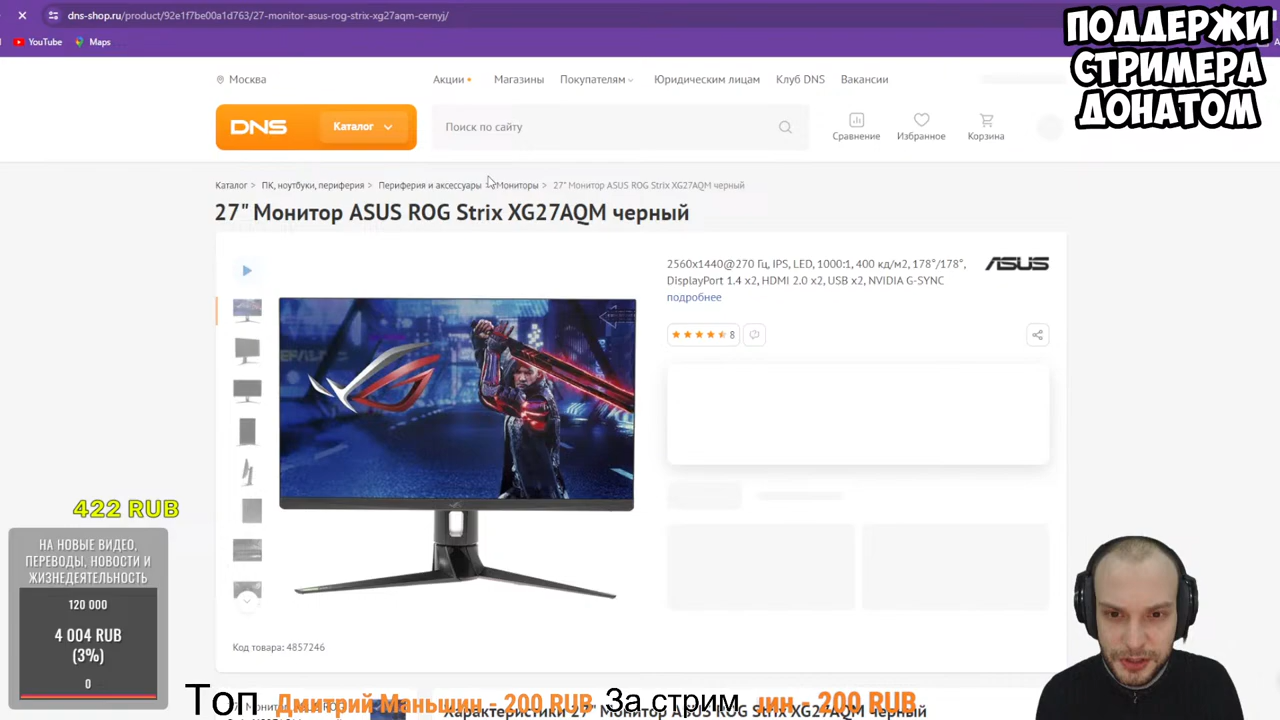 dns-shop.ru/product/92e1f7be00a1d763/27-monitor-asus-rog-strix-xg27aqm-cernyj/
YouTube
Maps
ПОДДЕРЖИ
СТРИМЕРА
ДОНАТОМ
Москва
Акции
Магазины
Покупателям
Юридическим лицам
Клуб DNS
Вакансии
DNS
Каталог
Поиск по сайту
Сравнение
Избранное
Корзина
Каталог > ПК, ноутбуки, периферия > Периферия и аксессуары > Мониторы > 27" Монитор ASUS ROG Strix XG27AQM черный
27" Монитор ASUS ROG Strix XG27AQM черный
2560x1440@270 Гц, IPS, LED, 1000:1, 400 кд/м2, 178°/178°,
DisplayPort 1.4 x2, HDMI 2.0 x2, USB x2, NVIDIA G-SYNC
подробнее
ASUS
8
Код товара: 4857246
422 RUB
НА НОВЫЕ ВИДЕО,
ПЕРЕВОДЫ, НОВОСТИ И
ЖИЗНЕДЕЯТЕЛЬНОСТЬ
120 000
4 004 RUB
(3%)
0
Топ Дмитрий Маньшин - 200 RUB За стрим
- 200 RUB
Характеристики 27" Монитор ASUS ROG Strix XG27AQM черный